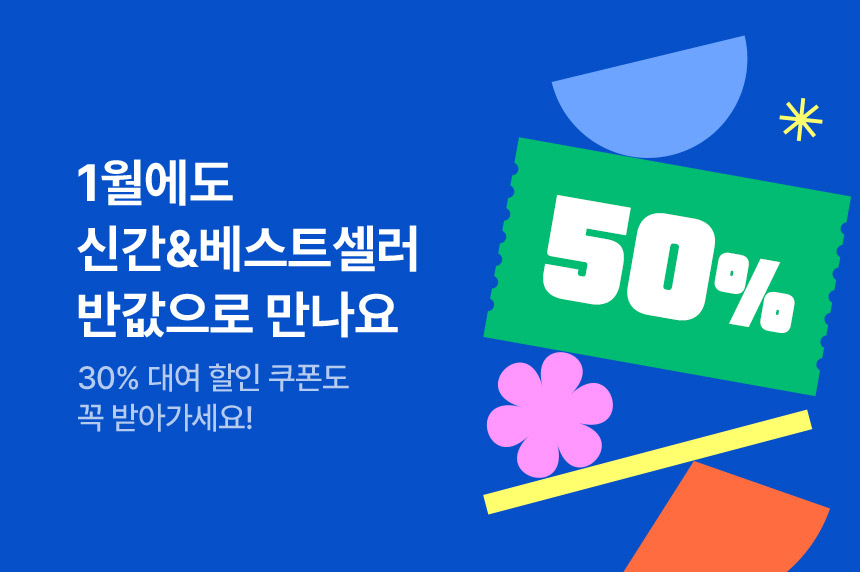 1월에도
신간&베스트셀러
반값으로 만나요
30% 대여 할인 쿠폰도
꼭 받아가세요!
50%